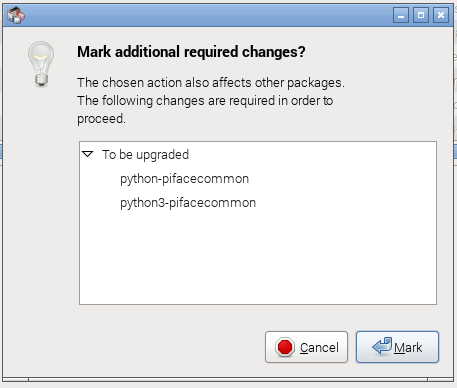 Mark additional required changes?
The chosen action also affects other packages.
The following changes are required in order to
proceed.
To be upgraded
python-pifacecommon
python3-pifacecommon
Cancel
Mark